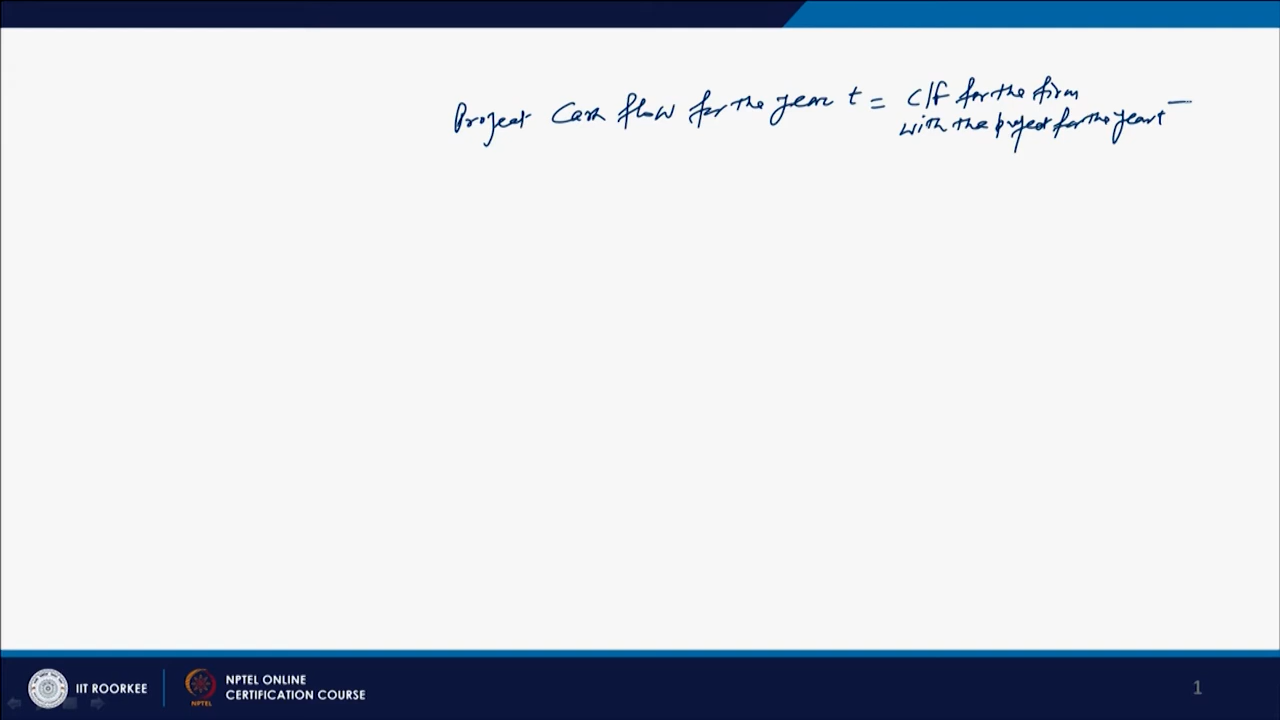 Project Cash flow for the year t = C/F for the firm
with the project for the year t —
IIT ROORKEE
NPTEL
NPTEL ONLINE
CERTIFICATION COURSE
1